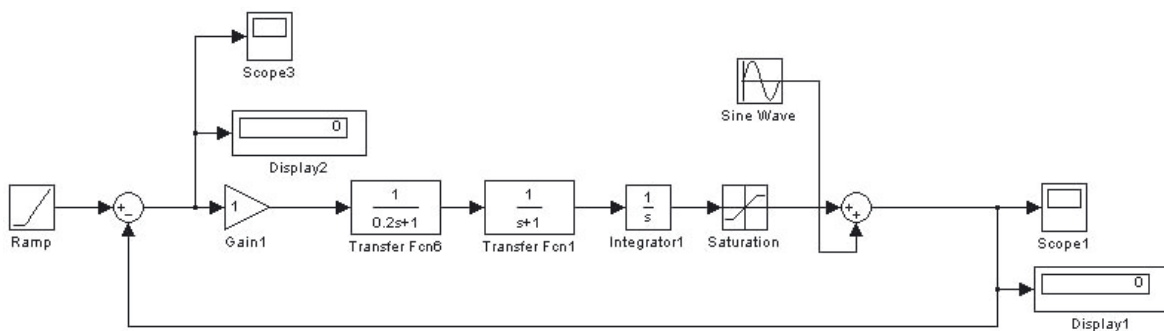 Scope3
0
Display2
Sine Wave
Ramp
+
−
1
Gain1
1
0.2s+1
Transfer Fcn6
1
s+1
Transfer Fcn1
1
s
Integrator1
Saturation
+
+
Scope1
0
Display1